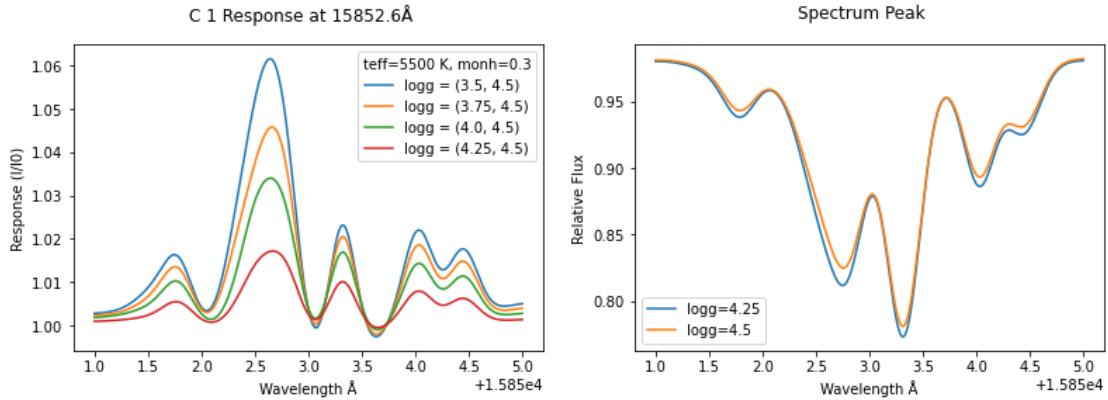 C 1 Response at 15852.6Å
Response (I/I0)
1.06
1.05
1.04
1.03
1.02
1.01
1.00
teff=5500 K, monh=0.3
logg = (3.5, 4.5)
logg = (3.75, 4.5)
logg = (4.0, 4.5)
logg = (4.25, 4.5)
1.0 1.5 2.0 2.5 3.0 3.5 4.0 4.5 5.0
Wavelength Å
+1.585e4
Spectrum Peak
Relative Flux
0.95
0.90
0.85
0.80
logg=4.25
logg=4.5
1.0 1.5 2.0 2.5 3.0 3.5 4.0 4.5 5.0
Wavelength Å
+1.585e4